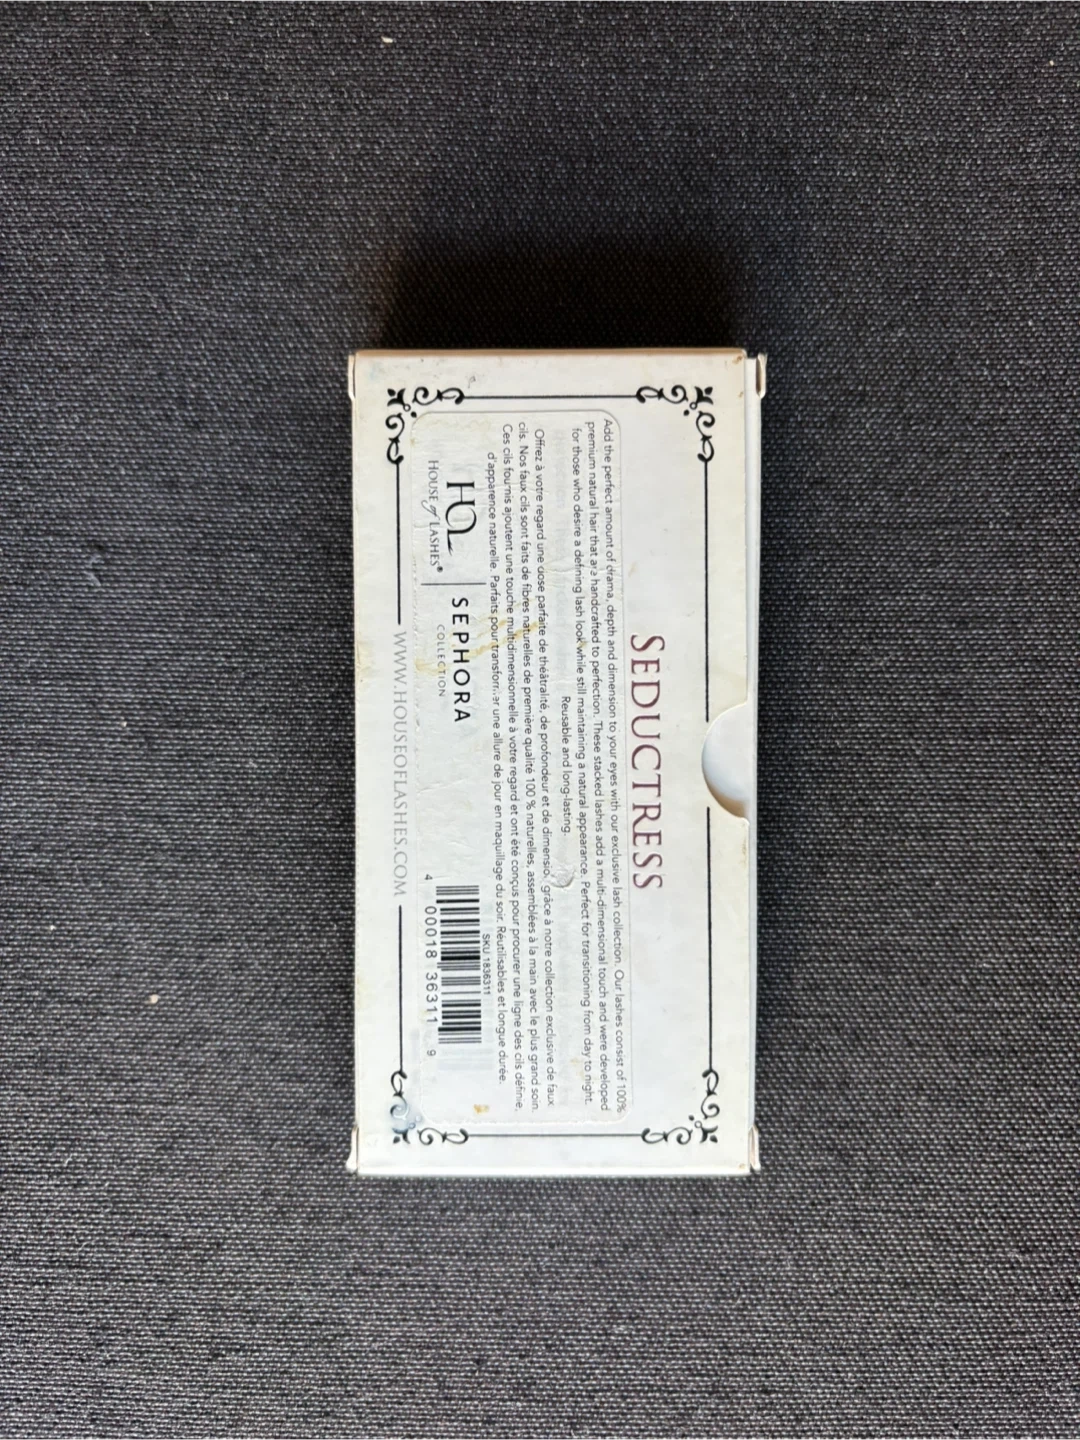 SEDUCTRESS
Add the perfect amount of drama, depth and dimension to your eyes with our exclusive lash collection. Our lashes consist of 100%
premium natural hair that are handcrafted to perfection. These stacked lashes add a multi-dimensional touch and were developed
for those who desire a defining lash look while still maintaining a natural appearance. Perfect for transitioning from day to night.
Reusable and long-lasting.
Offrez à votre regard une dose parfaite de théâtralité, de profondeur et de dimension, grâce à notre collection exclusive de faux
cils. Nos faux cils sont faits de fibres naturelles de première qualité 100 % naturelles, assemblées à la main avec le plus grand soin.
Ces cils fournis ajoutent une touche multidimensionnelle à votre regard et ont été conçus pour procurer une ligne des cils définie,
d'apparence naturelle. Parfaits pour transformer une allure de jour en maquillage du soir. Réutilisables et longue durée.
HOL
HOUSE of LASHES®
SEPHORA
COLLECTION
SKU 1836311
4 00018 36311 9
WWW.HOUSEOFLASHES.COM